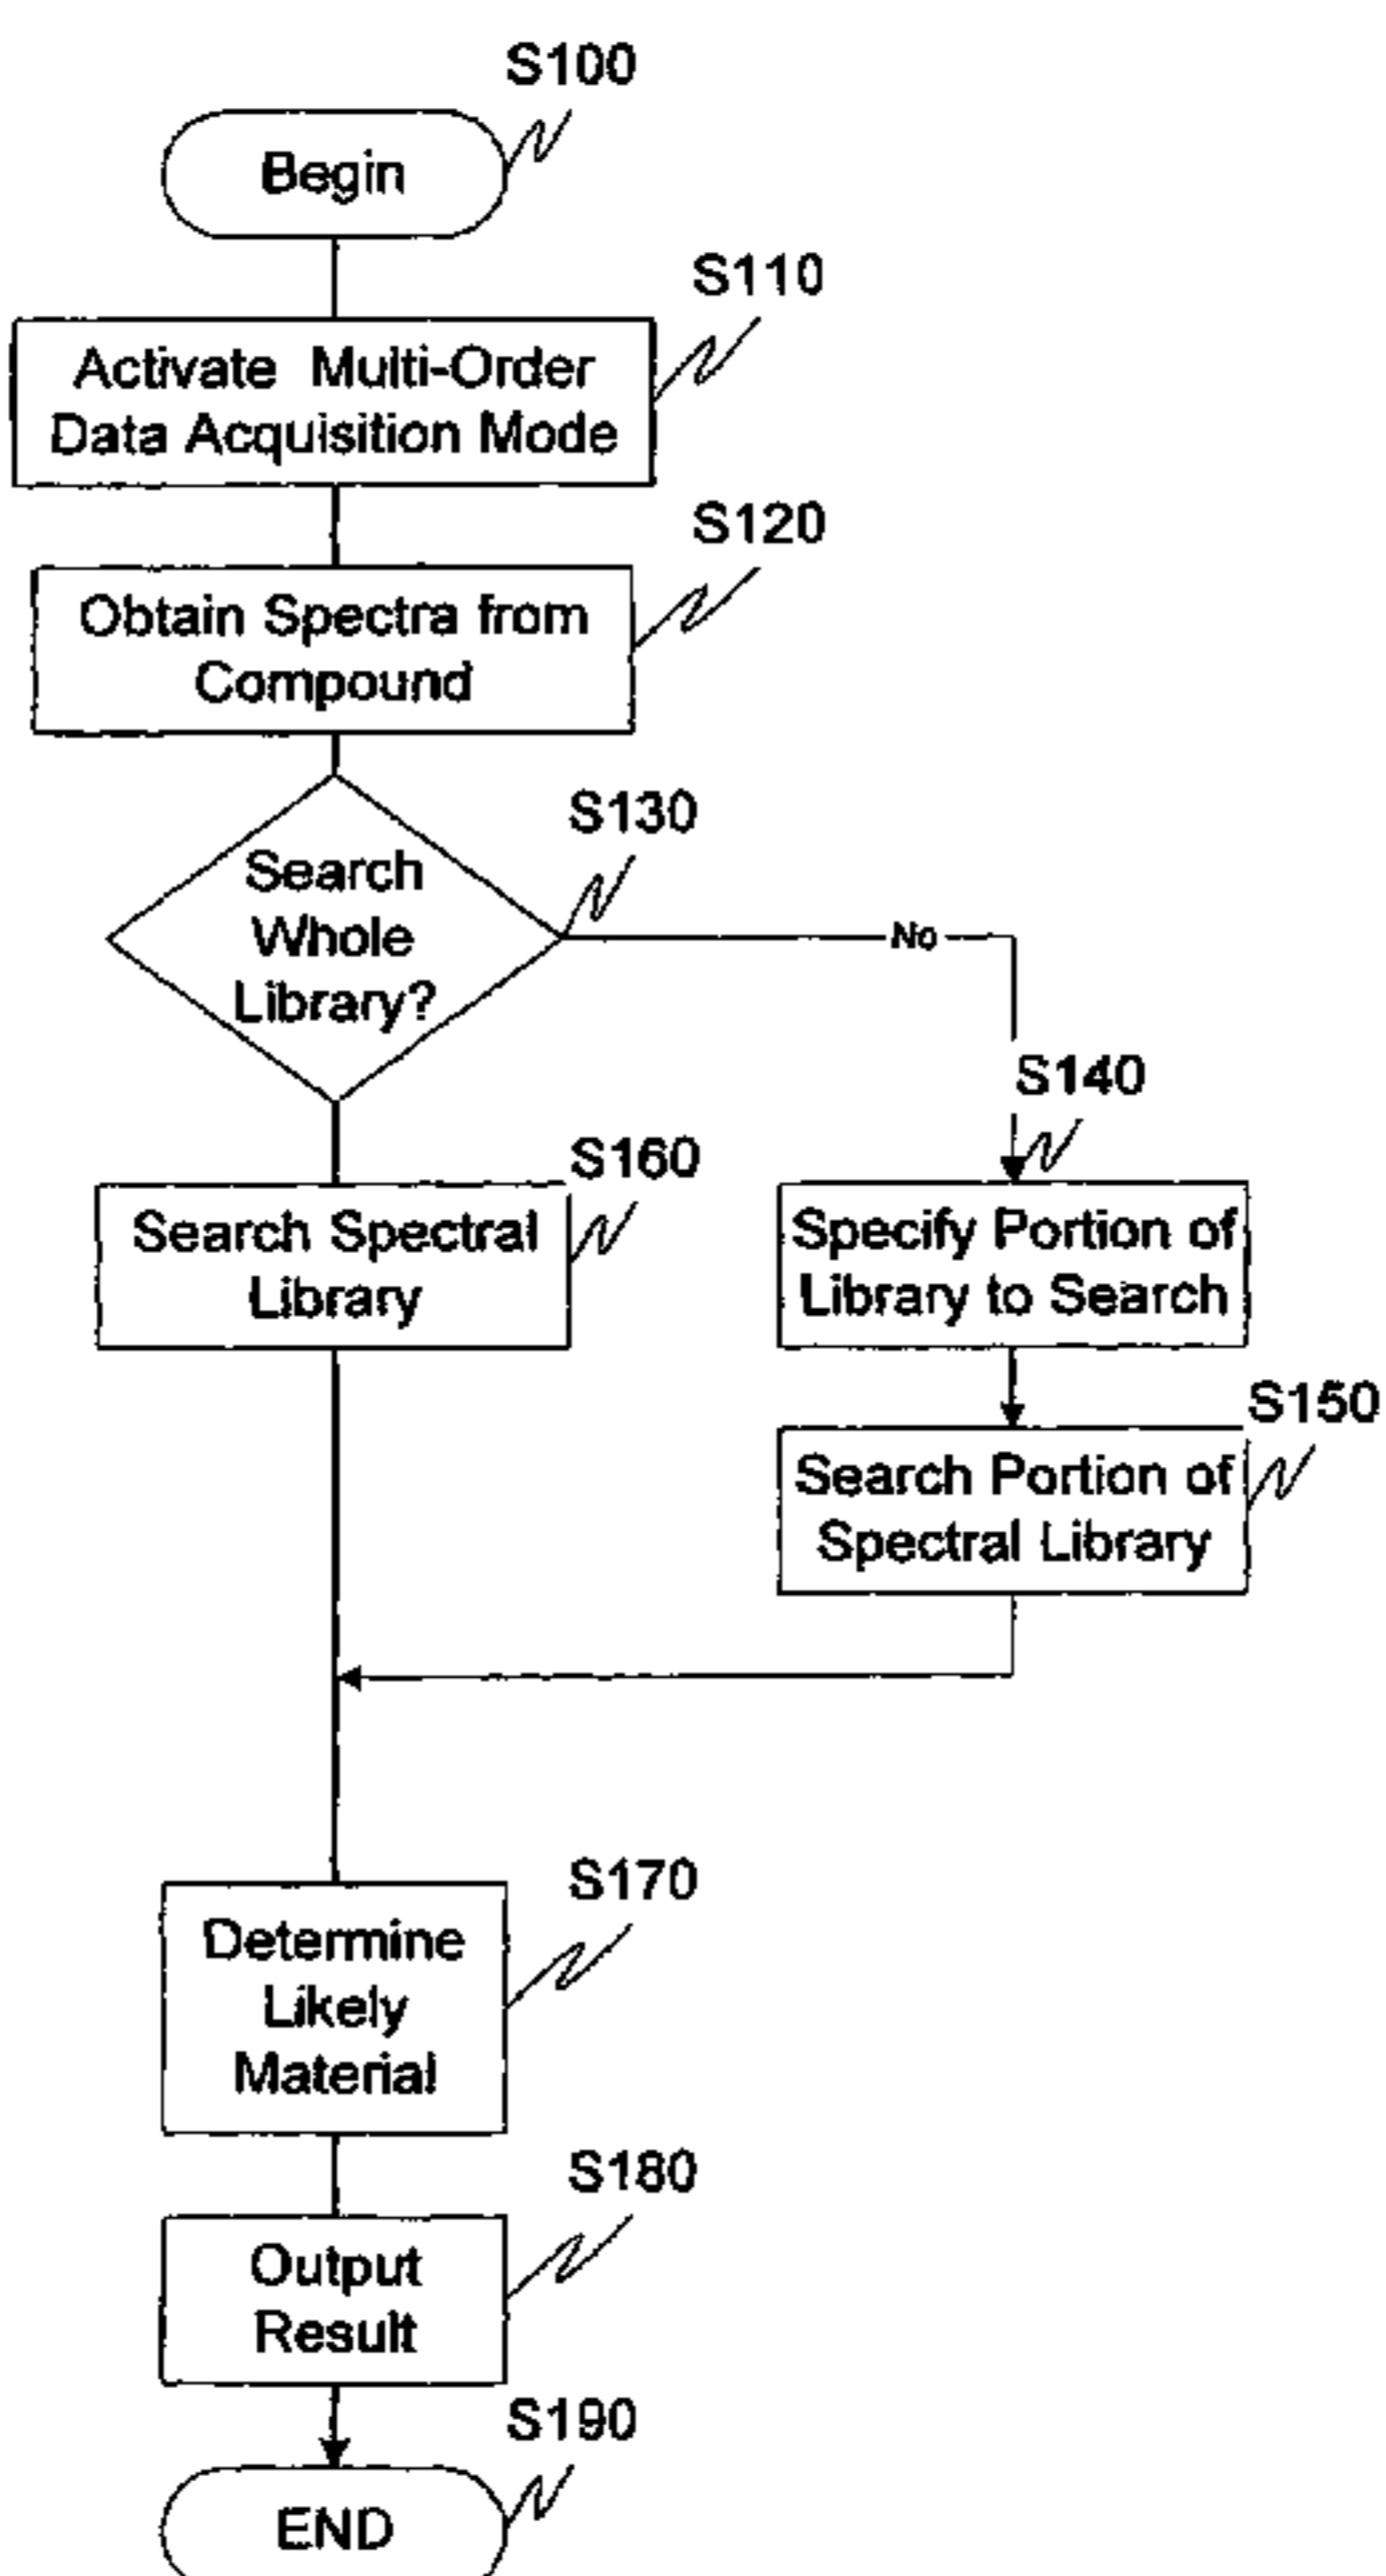 S100
Begin
S110
Activate Multi-Order
Data Acquisition Mode
S120
Obtain Spectra from
Compound
S130
Search
Whole
Library?
No
S140
S160
Search Spectral
Library
Specify Portion of
Library to Search
S150
Search Portion of
Spectral Library
S170
Determine
Likely
Material
S180
Output
Result
S190
END